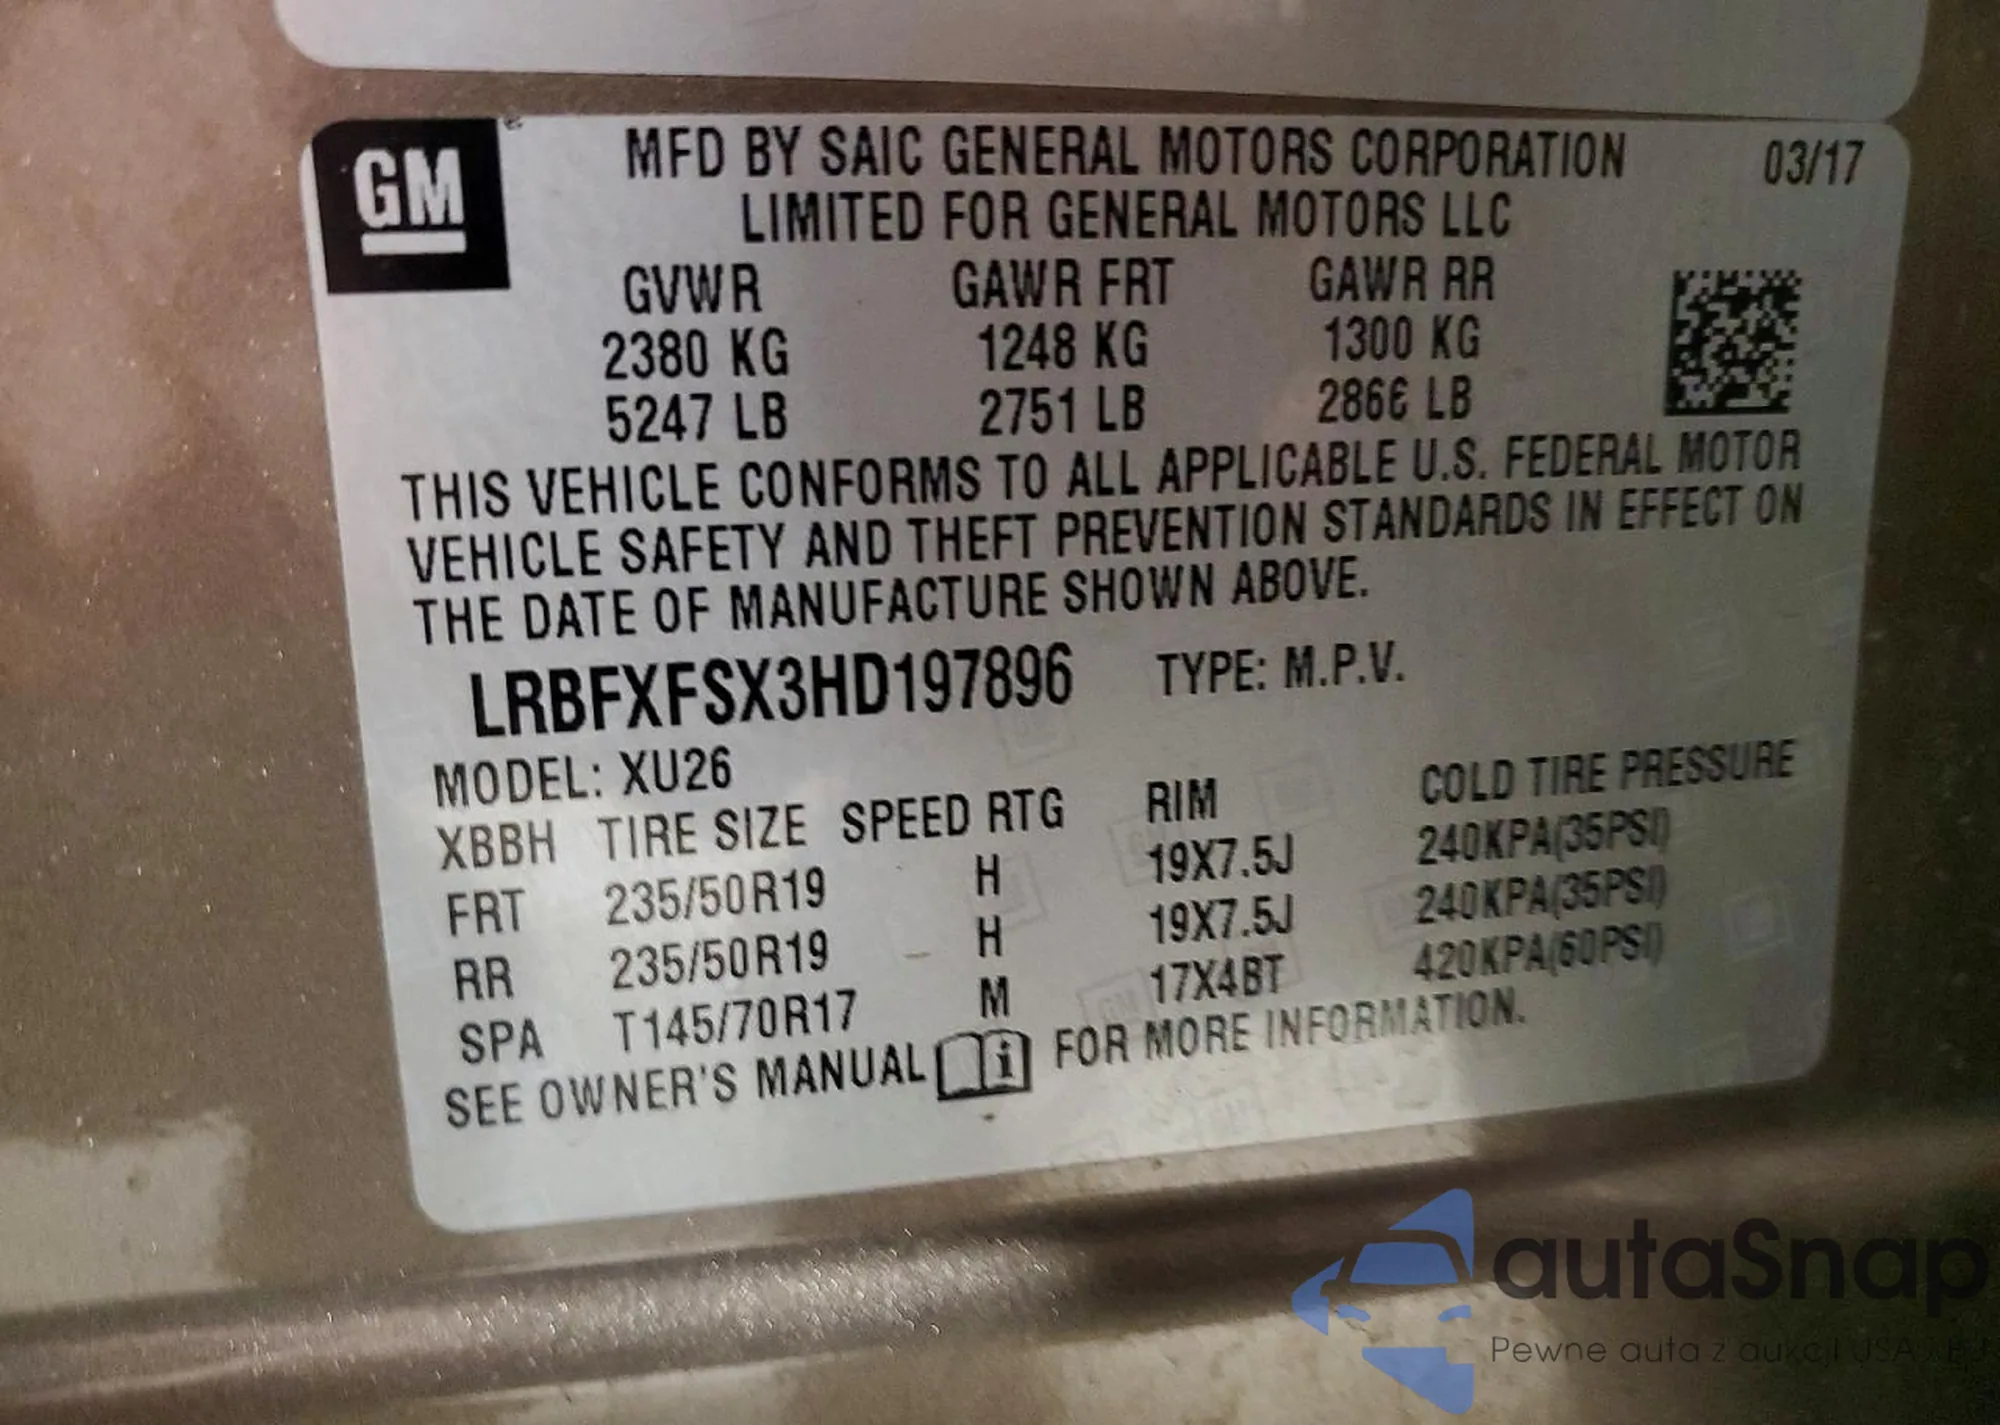 GM
MFD BY SAIC GENERAL MOTORS CORPORATION 03/17
LIMITED FOR GENERAL MOTORS LLC
GVWR GAWR FRT GAWR RR
2380 KG 1248 KG 1300 KG
5247 LB 2751 LB 2866 LB
THIS VEHICLE CONFORMS TO ALL APPLICABLE U.S. FEDERAL MOTOR
VEHICLE SAFETY AND THEFT PREVENTION STANDARDS IN EFFECT ON
THE DATE OF MANUFACTURE SHOWN ABOVE.
LRBFXFSX3HD197896 TYPE: M.P.V.
MODEL: XU26
XBBH TIRE SIZE SPEED RTG RIM COLD TIRE PRESSURE
FRT 235/50R19 H 19X7.5J 240KPA(35PSI)
RR 235/50R19 H 19X7.5J 240KPA(35PSI)
SPA T145/70R17 M 17X4BT 420KPA(60PSI)
SEE OWNER'S MANUAL i FOR MORE INFORMATION.
autaSnap
Pewne auta z aukcji USA